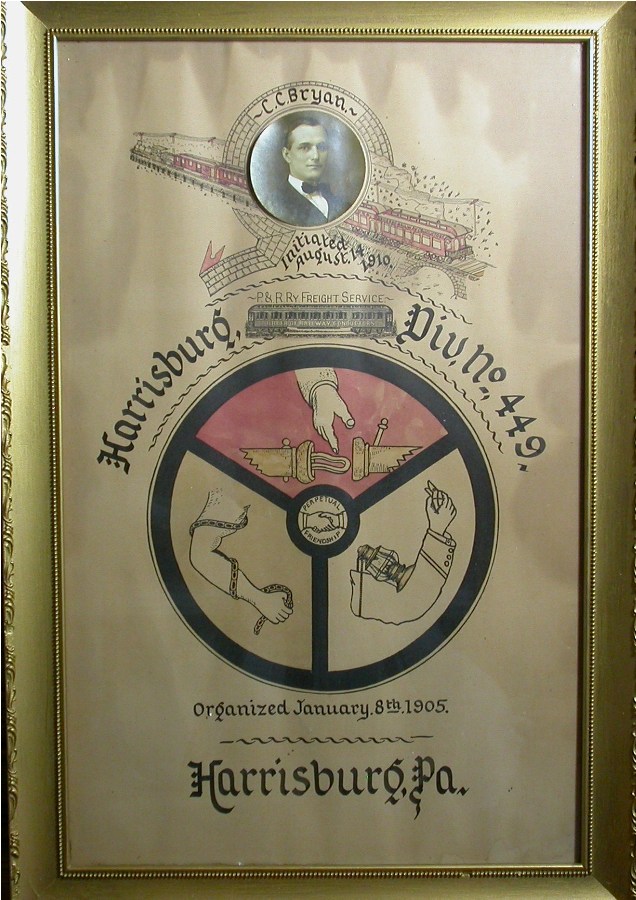 C.C. Bryan.
Initiated
August. 14, 1910.
P & R Ry Freight Service
Harrisburg, Div, No, 449.
PERPETUAL
FRIENDSHIP
Organized January. 8th. 1905.
Harrisburg, Pa.